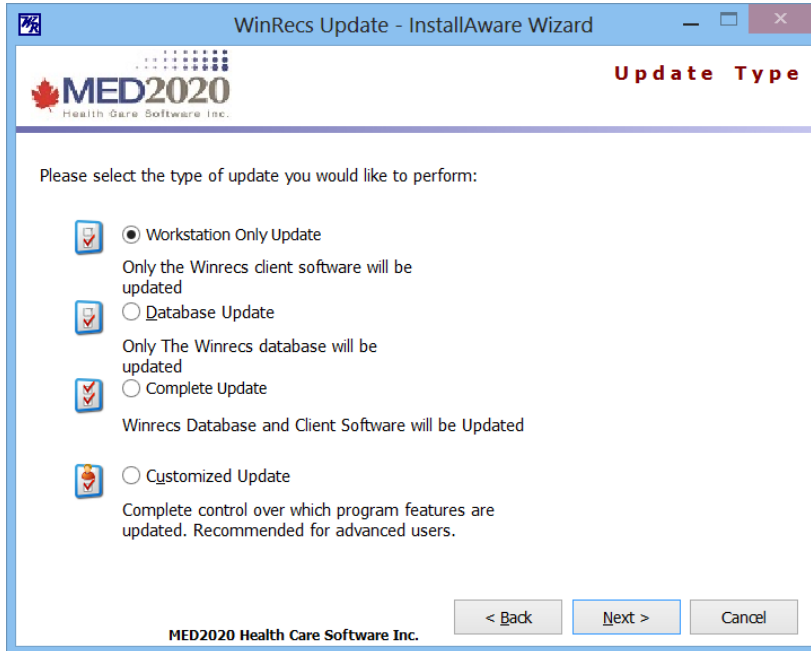 WR
WinRecs Update - InstallAware Wizard
MED2020
Health Care Software Inc.
Update Type
Please select the type of update you would like to perform:
Workstation Only Update
Only the Winrecs client software will be
updated
Database Update
Only The Winrecs database will be
updated
Complete Update
Winrecs Database and Client Software will be Updated
Customized Update
Complete control over which program features are
updated. Recommended for advanced users.
< Back Next > Cancel
MED2020 Health Care Software Inc.